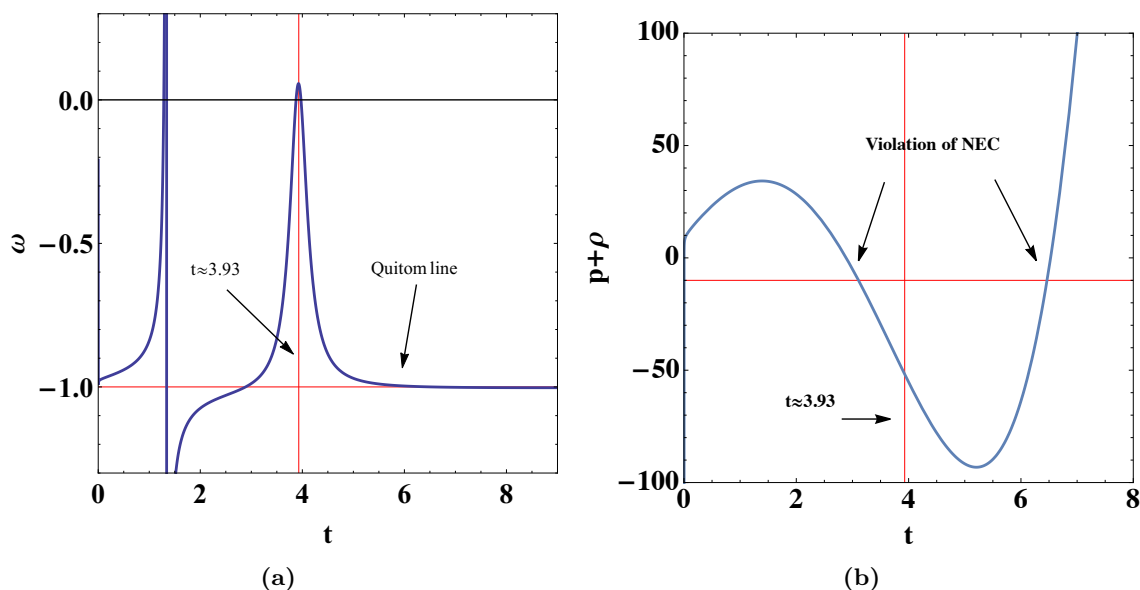 0.0
−0.5
−1.0
ω
t≈3.93
Quitom line
0
2
4
6
8
t
(a)
100
50
0
−50
−100
p+ρ
Violation of NEC
t≈3.93
0
2
4
6
8
t
(b)